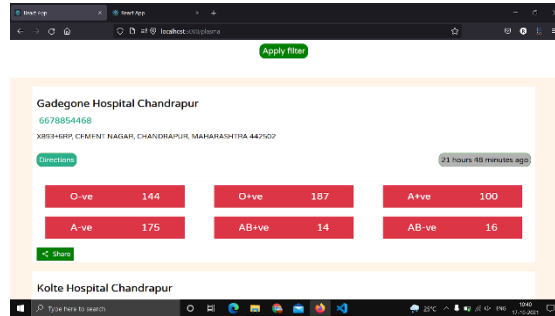 React App
React App
localhost:3000/plasma
Apply filter
Gadegone Hospital Chandrapur
6678854468
X893+6RP, CEMENT NAGAR, CHANDRAPUR, MAHARASHTRA 442502
Directions
21 hours 48 minutes ago
O-ve 144 O+ve 187 A+ve 100
A-ve 175 AB+ve 14 AB-ve 16
Share
Kolte Hospital Chandrapur
Type here to search
25°C
ENG
10:40
17-10-2021